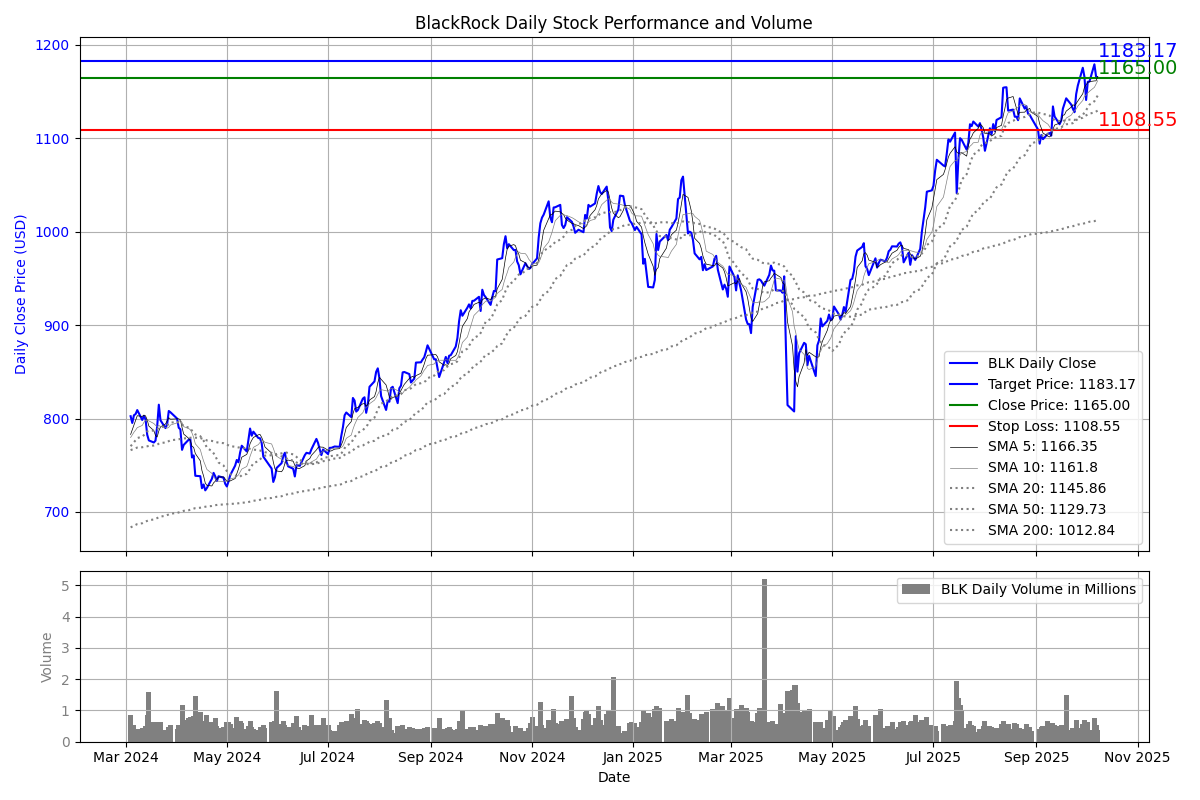 BlackRock Daily Stock Performance and Volume
1200
1100
1000
900
800
700
Daily Close Price (USD)
1183.17
1165.00
1108.55
BLK Daily Close
Target Price: 1183.17
Close Price: 1165.00
Stop Loss: 1108.55
SMA 5: 1166.35
SMA 10: 1161.8
SMA 20: 1145.86
SMA 50: 1129.73
SMA 200: 1012.84
5
4
3
2
1
0
Volume
BLK Daily Volume in Millions
Mar 2024 May 2024 Jul 2024 Sep 2024 Nov 2024 Jan 2025 Mar 2025 May 2025 Jul 2025 Sep 2025 Nov 2025
Date